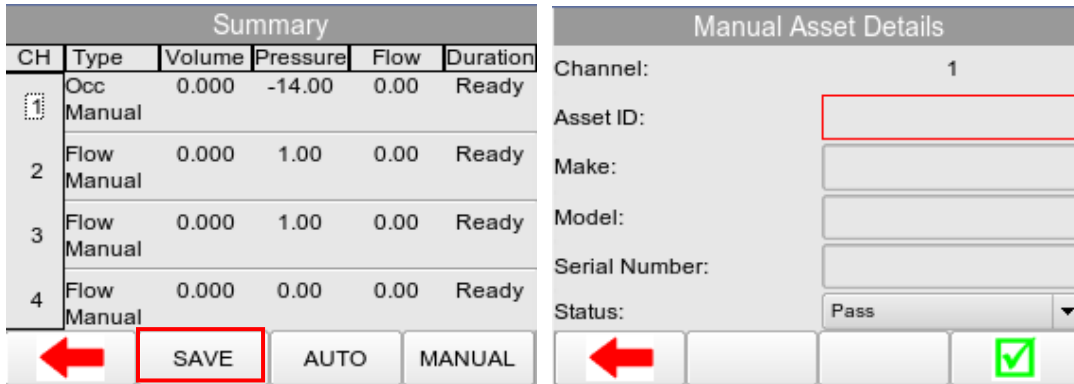 Summary
CH Type Volume Pressure Flow Duration
1 Occ Manual 0.000 -14.00 0.00 Ready
2 Flow Manual 0.000 1.00 0.00 Ready
3 Flow Manual 0.000 1.00 0.00 Ready
4 Flow Manual 0.000 0.00 0.00 Ready
SAVE AUTO MANUAL
Manual Asset Details
Channel: 1
Asset ID:
Make:
Model:
Serial Number:
Status: Pass